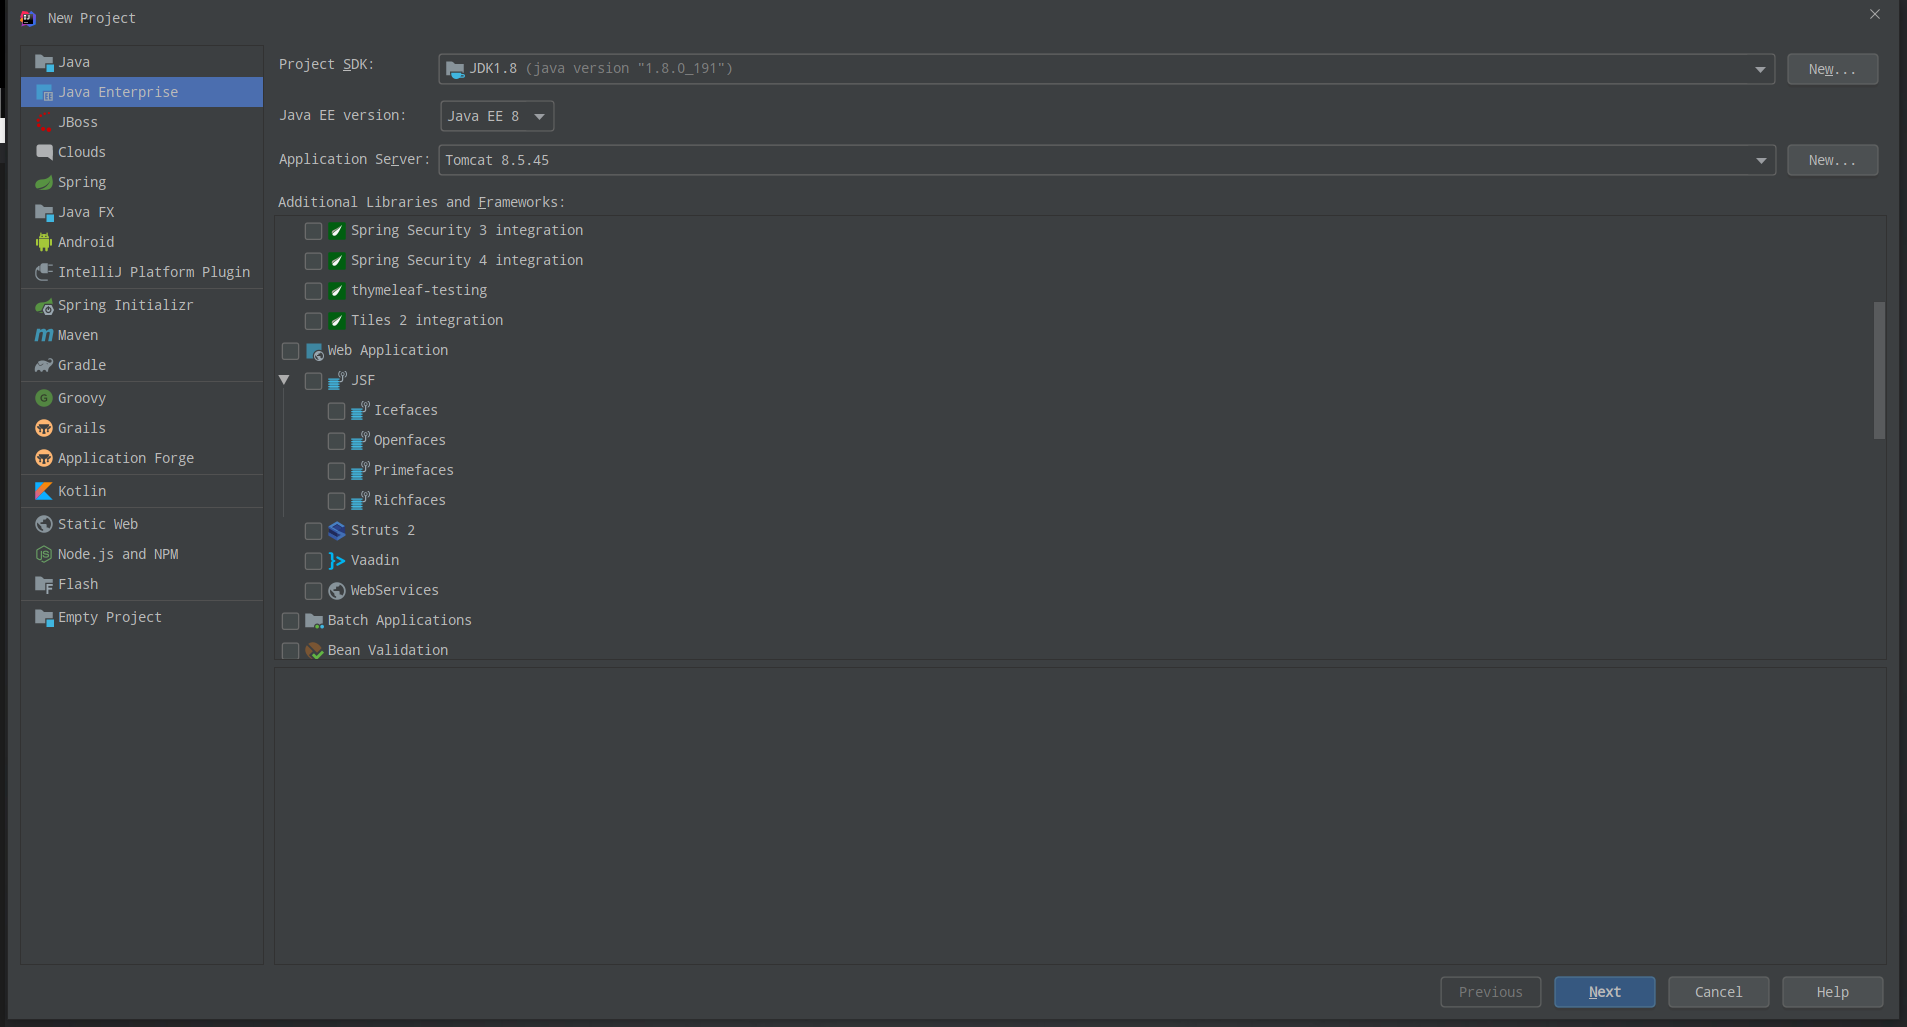 New Project
Java
Java Enterprise
JBoss
Clouds
Spring
Java FX
Android
IntelliJ Platform Plugin
Spring Initializr
Maven
Gradle
Groovy
Grails
Application Forge
Kotlin
Static Web
Node.js and NPM
Flash
Empty Project
Project SDK: JDK1.8 (java version "1.8.0_191") New...
Java EE version: Java EE 8
Application Server: Tomcat 8.5.45 New...
Additional Libraries and Frameworks:
Spring Security 3 integration
Spring Security 4 integration
thymeleaf-testing
Tiles 2 integration
Web Application
JSF
Icefaces
Openfaces
Primefaces
Richfaces
Struts 2
Vaadin
WebServices
Batch Applications
Bean Validation
Previous Next Cancel Help